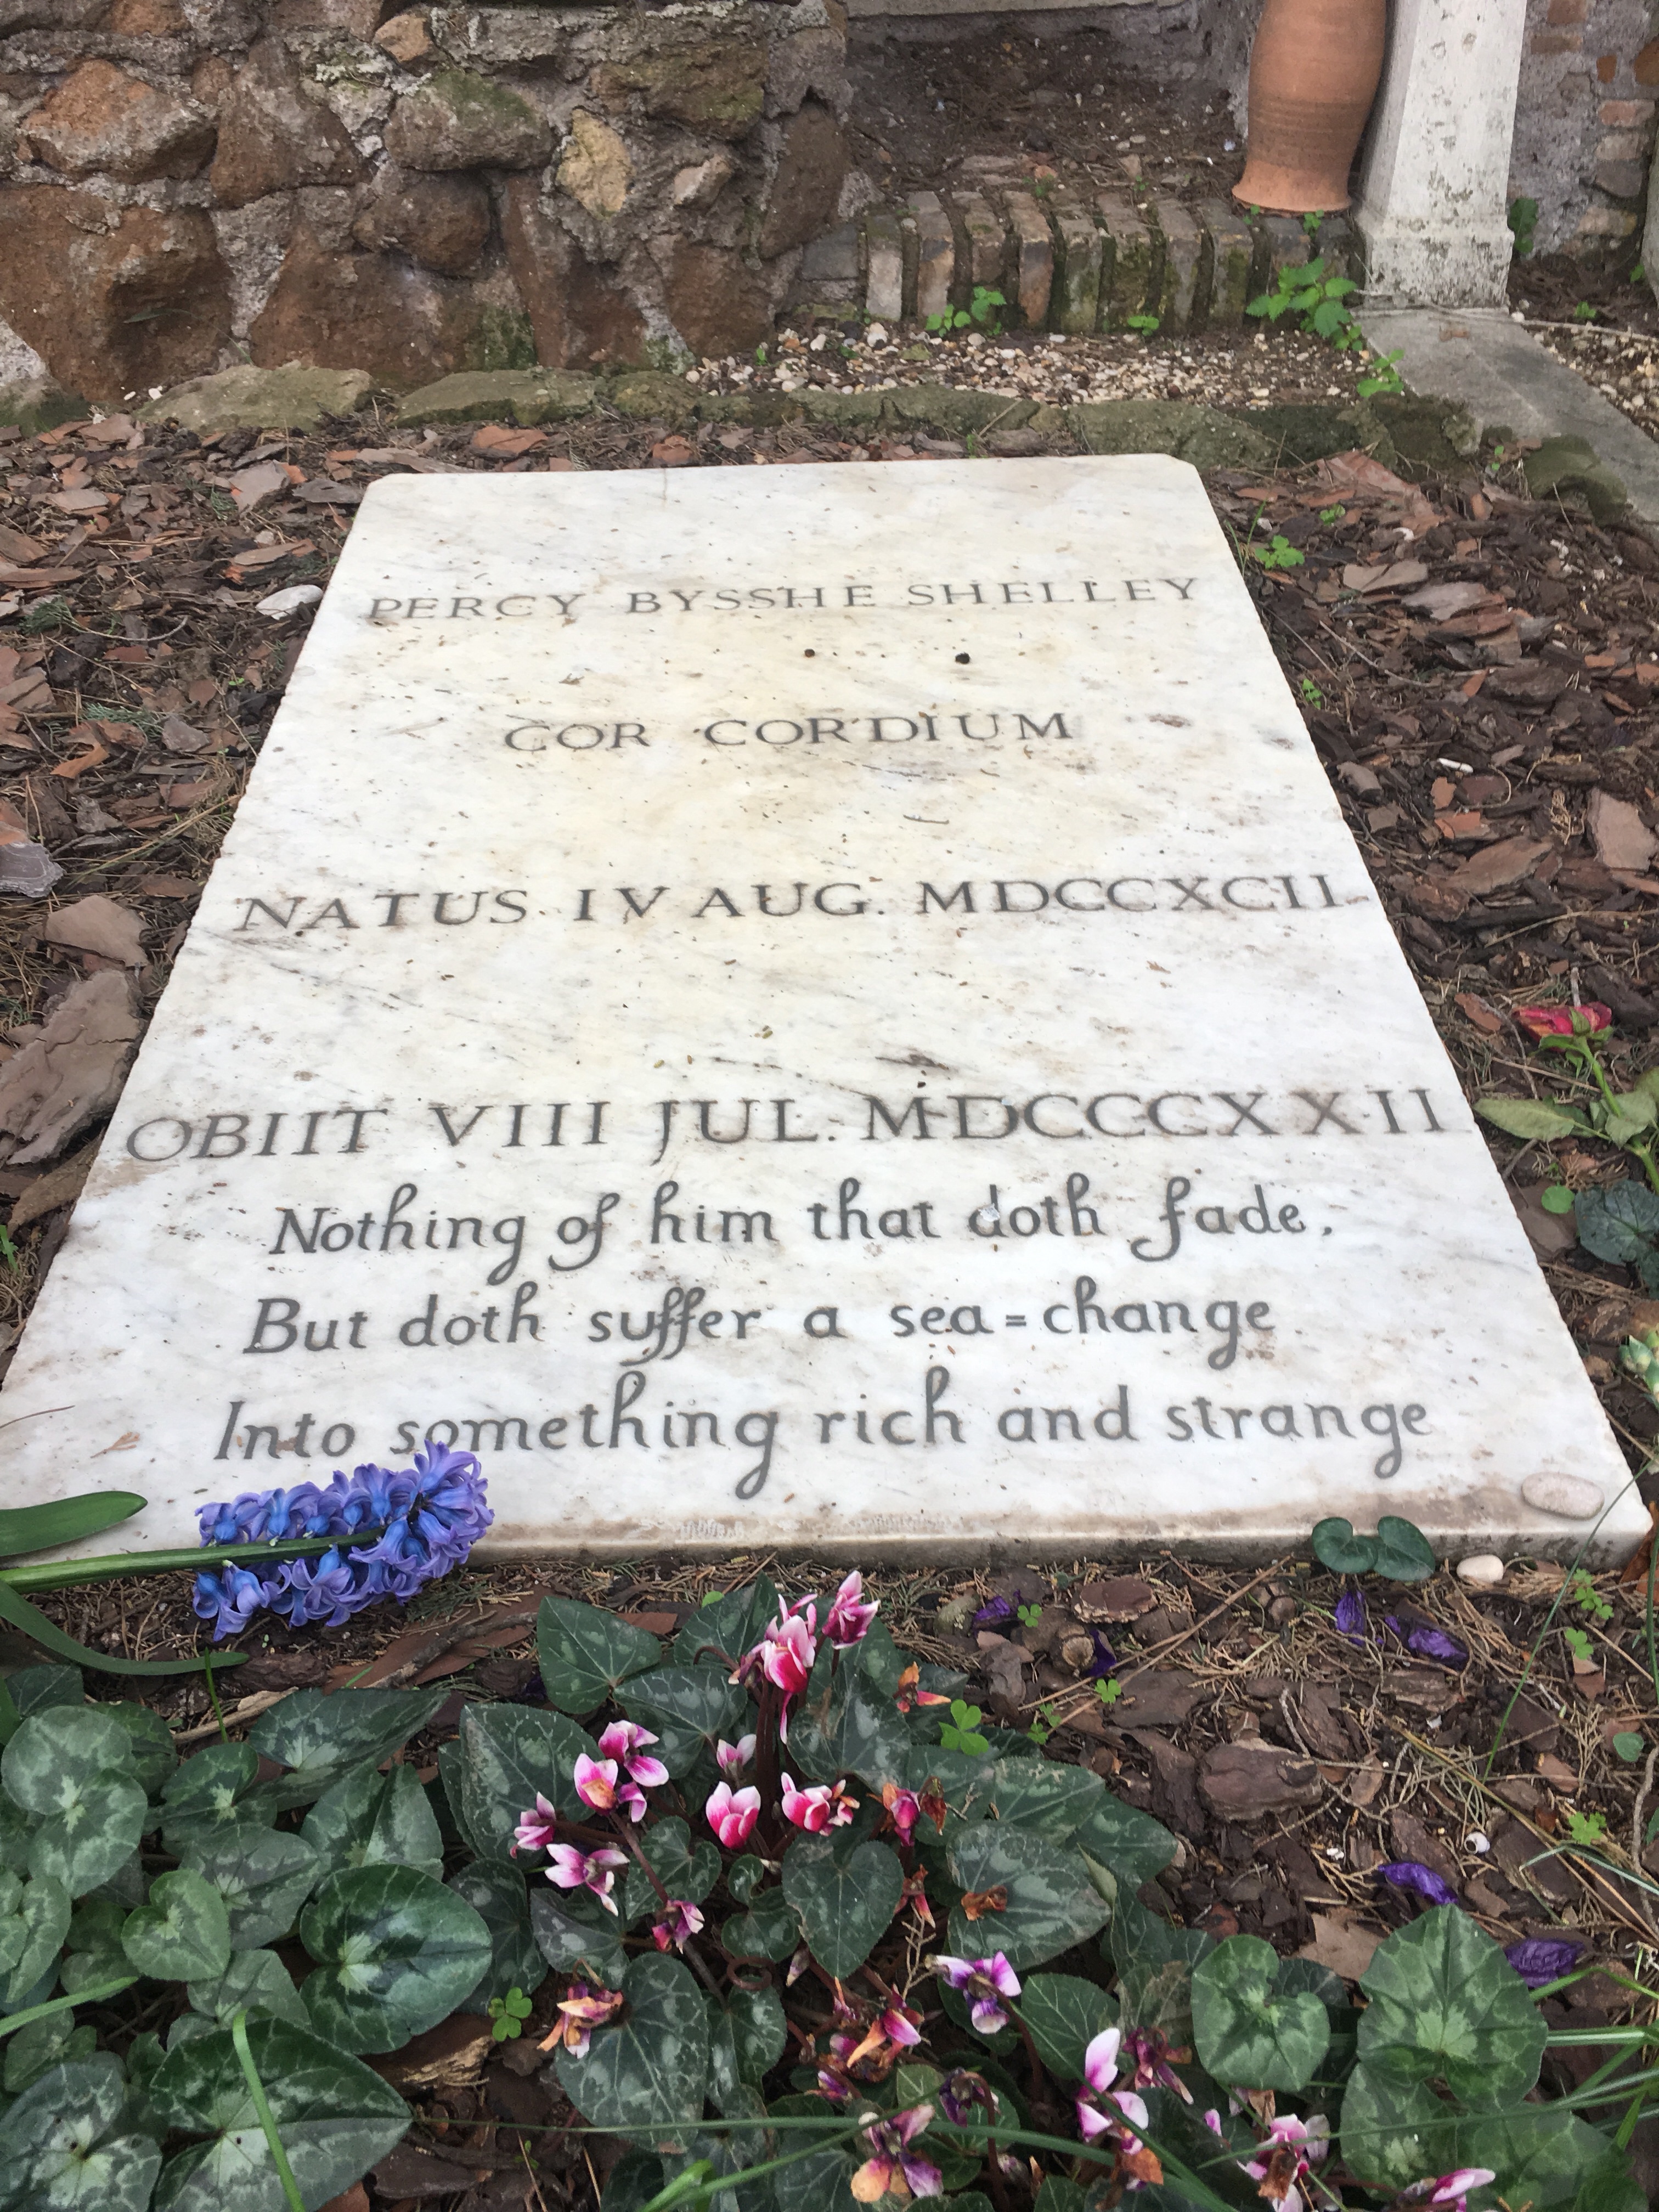 PERCY BYSSHE SHELLEY
COR CORDIUM
NATUS IV AUG. MDCCXCII
OBIIT VIII JUL. MDCCCXXII
Nothing of him that doth fade,
But doth suffer a sea=change
Into something rich and strange